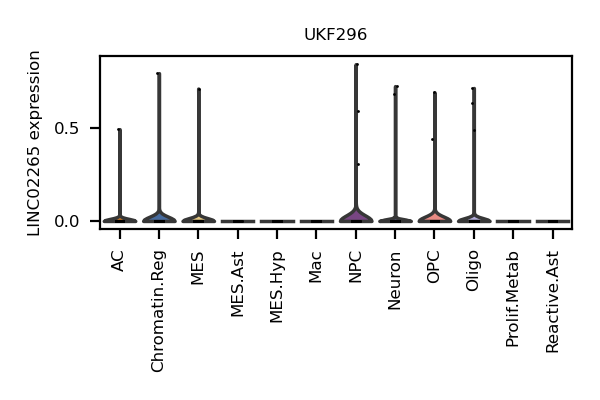 UKF296
LINC02265 expression
0.5
0.0
AC
Chromatin.Reg
MES
MES.Ast
MES.Hyp
Mac
NPC
Neuron
OPC
Oligo
Prolif.Metab
Reactive.Ast